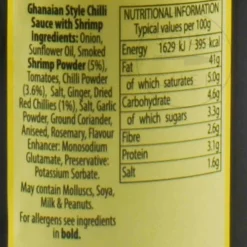 Ghanaian Style Chilli
Sauce with Shrimp
Ingredients: Onion,
Sunflower Oil, Smoked
Shrimp Powder (5%),
Tomatoes, Chilli Powder
(3.6%), Salt, Ginger, Dried
Red Chillies (1%), Salt, Garlic
Powder, Ground Coriander,
Aniseed, Rosemary, Flavour
Enhancer: Monosodium
Glutamate, Preservative:
Potassium Sorbate.
May contain Molluscs, Soya,
Milk & Peanuts.
For allergens see ingredients
in bold.
NUTRITIONAL INFORMATION
Typical values per 100g
Energy 1629 kJ / 395 kcal
Fat 41g
of which saturates 5.0g
Carbohydrate 4.6g
of which sugars 3.3g
Fibre 2.6g
Protein 3.1g
Salt 1.6g